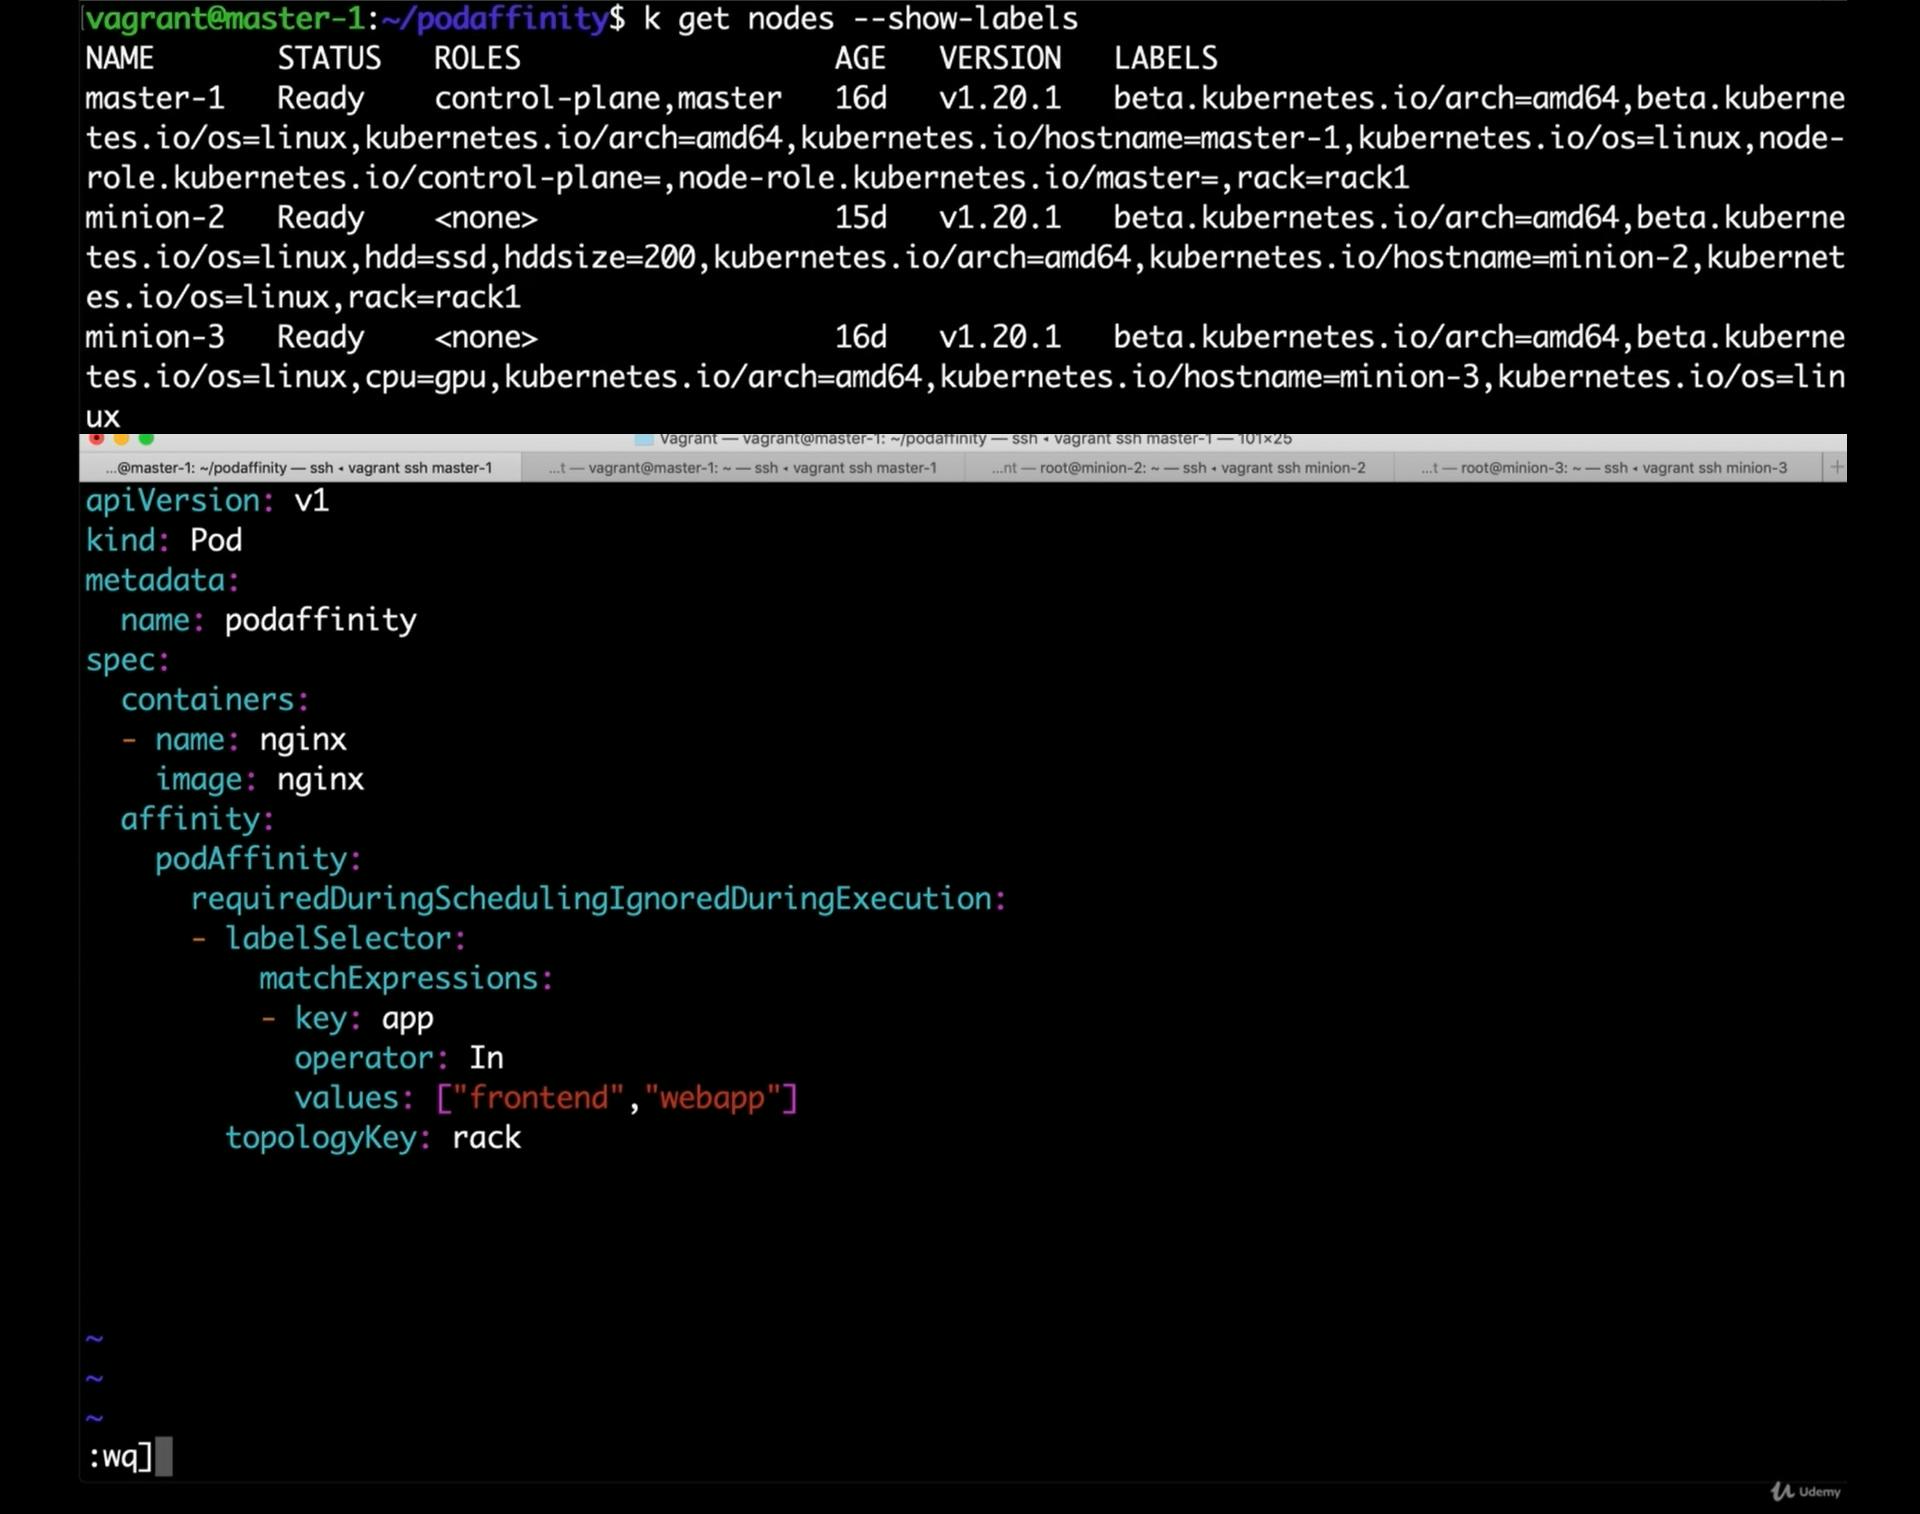 vagrant@master-1:~/podaffinity$ k get nodes --show-labels
NAME STATUS ROLES AGE VERSION LABELS
master-1 Ready control-plane,master 16d v1.20.1 beta.kubernetes.io/arch=amd64,beta.kuberne
tes.io/os=linux,kubernetes.io/arch=amd64,kubernetes.io/hostname=master-1,kubernetes.io/os=linux,node-
role.kubernetes.io/control-plane=,node-role.kubernetes.io/master=,rack=rack1
minion-2 Ready <none> 15d v1.20.1 beta.kubernetes.io/arch=amd64,beta.kuberne
tes.io/os=linux,hdd=ssd,hddsize=200,kubernetes.io/arch=amd64,kubernetes.io/hostname=minion-2,kubernet
es.io/os=linux,rack=rack1
minion-3 Ready <none> 16d v1.20.1 beta.kubernetes.io/arch=amd64,beta.kuberne
tes.io/os=linux,cpu=gpu,kubernetes.io/arch=amd64,kubernetes.io/hostname=minion-3,kubernetes.io/os=lin
ux
Vagrant — vagrant@master-1: ~/podaffinity — ssh ◂ vagrant ssh master-1 — 101×25
...@master-1: ~/podaffinity — ssh ◂ vagrant ssh master-1 ...t — vagrant@master-1: ~ — ssh ◂ vagrant ssh master-1 ...nt — root@minion-2: ~ — ssh ◂ vagrant ssh minion-2 ...t — root@minion-3: ~ — ssh ◂ vagrant ssh minion-3 +
apiVersion: v1
kind: Pod
metadata:
  name: podaffinity
spec:
  containers:
  - name: nginx
    image: nginx
  affinity:
    podAffinity:
      requiredDuringSchedulingIgnoredDuringExecution:
      - labelSelector:
          matchExpressions:
          - key: app
            operator: In
            values: ["frontend","webapp"]
        topologyKey: rack
~
~
~
:wq]
Udemy